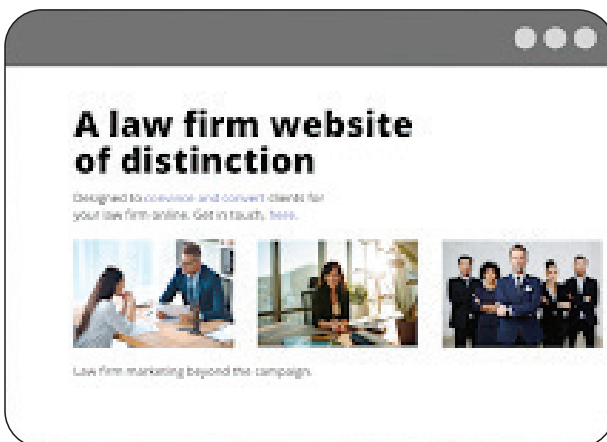 A law firm website
of distinction
Designed to convince and convert clients for
your law firm online. Get in touch, here.
Law firm marketing beyond the campaign.